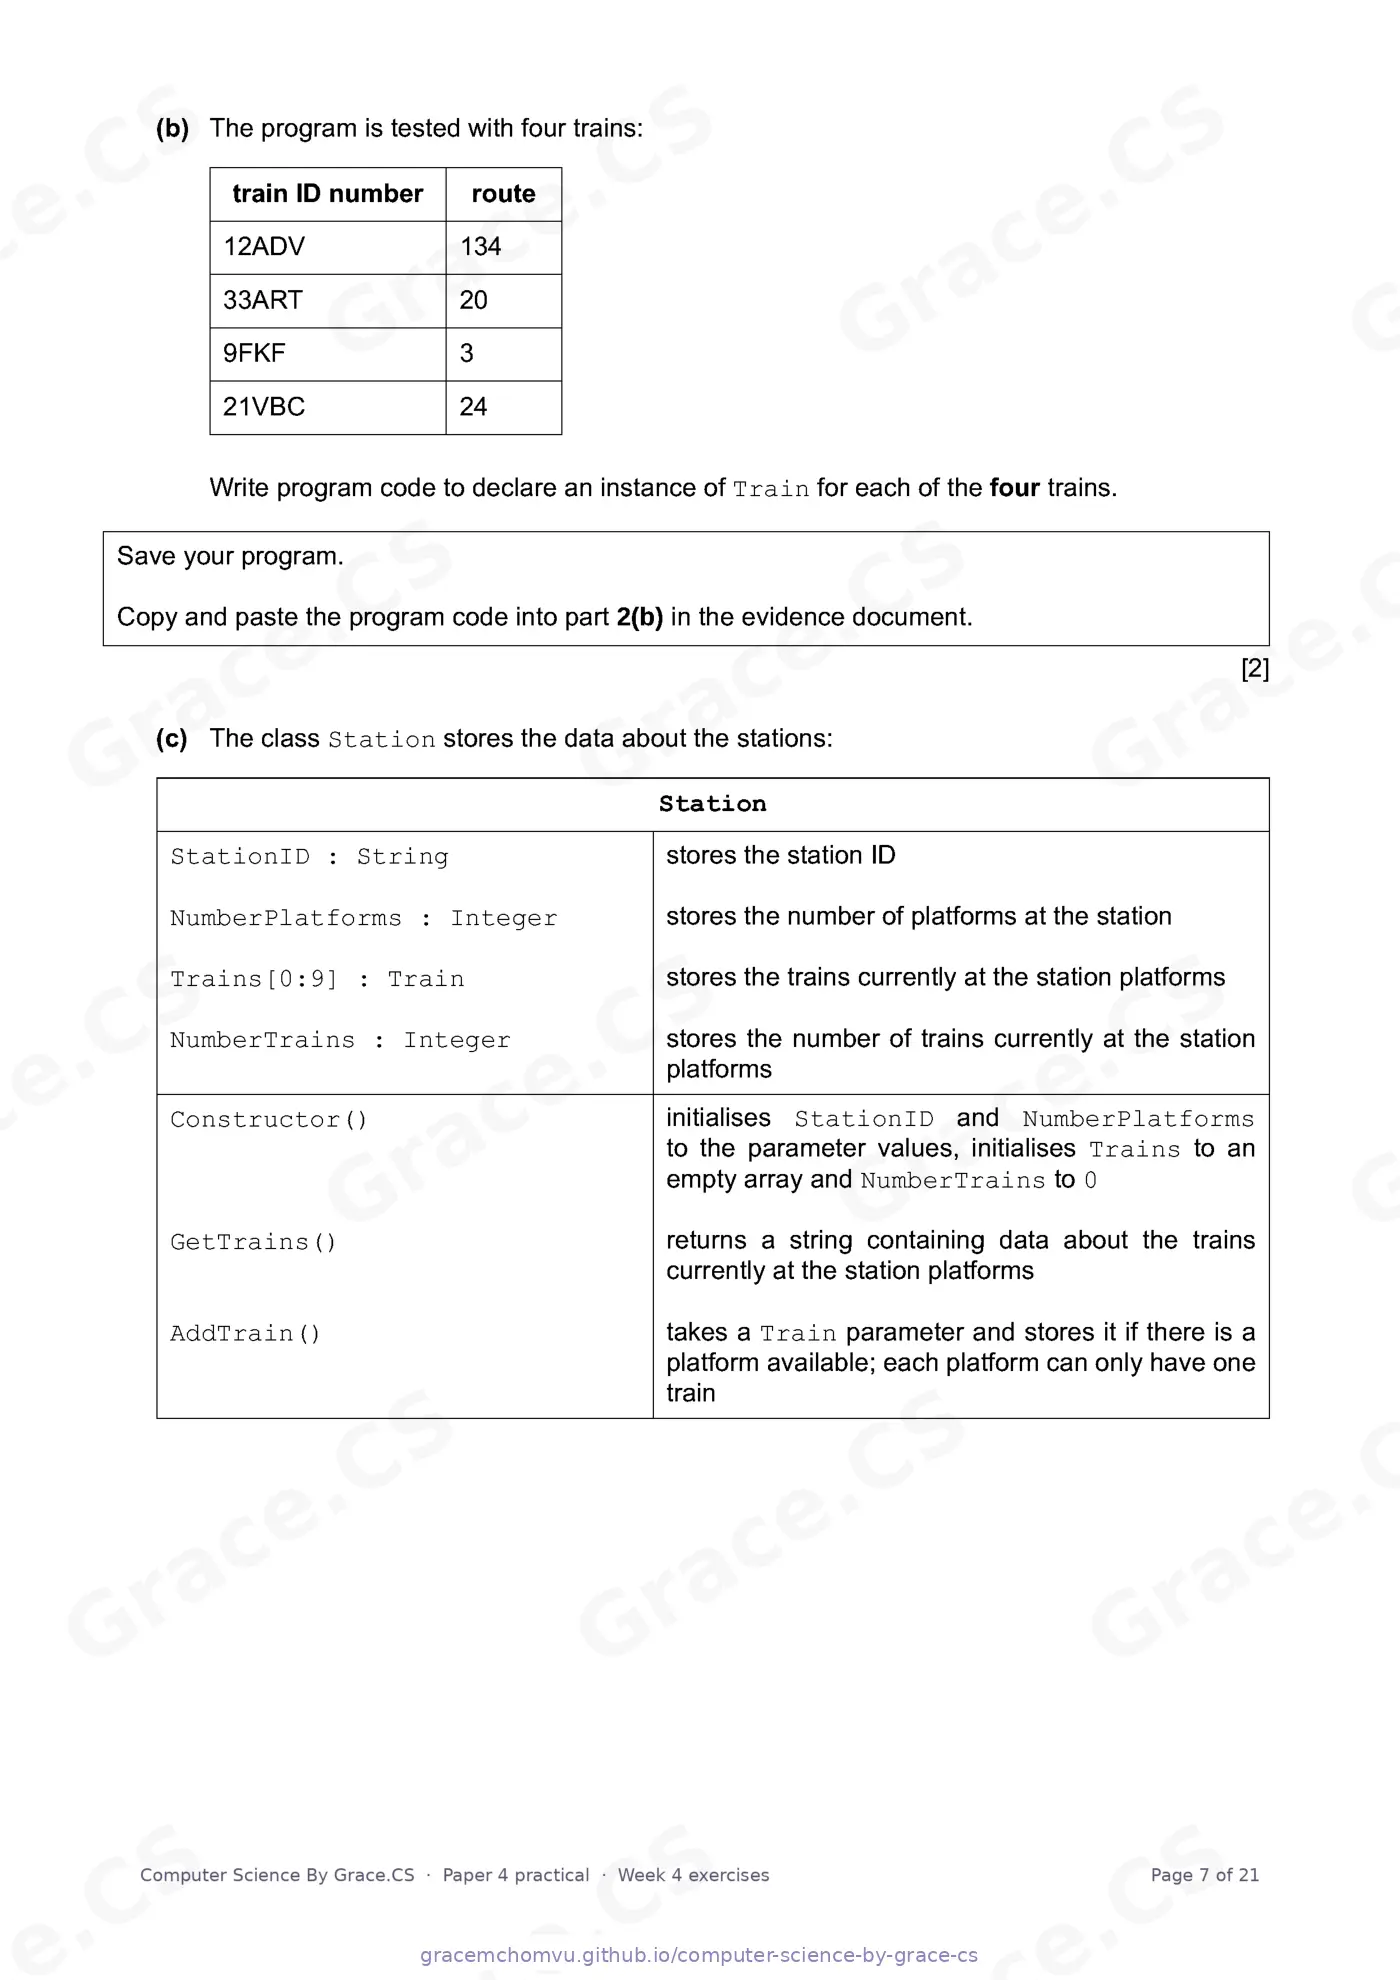 (b) The program is tested with four trains:
train ID number route
12ADV 134
33ART 20
9FKF 3
21VBC 24
Write program code to declare an instance of Train for each of the four trains.
Save your program.
Copy and paste the program code into part 2(b) in the evidence document.
[2]
(c) The class Station stores the data about the stations:
Station
StationID : String stores the station ID
NumberPlatforms : Integer stores the number of platforms at the station
Trains[0:9] : Train stores the trains currently at the station platforms
NumberTrains : Integer stores the number of trains currently at the station
platforms
Constructor() initialises StationID and NumberPlatforms
to the parameter values, initialises Trains to an
empty array and NumberTrains to 0
GetTrains() returns a string containing data about the trains
currently at the station platforms
AddTrain() takes a Train parameter and stores it if there is a
platform available; each platform can only have one
train
Computer Science By Grace.CS · Paper 4 practical · Week 4 exercises Page 7 of 21
gracemchomvu.github.io/computer-science-by-grace-cs